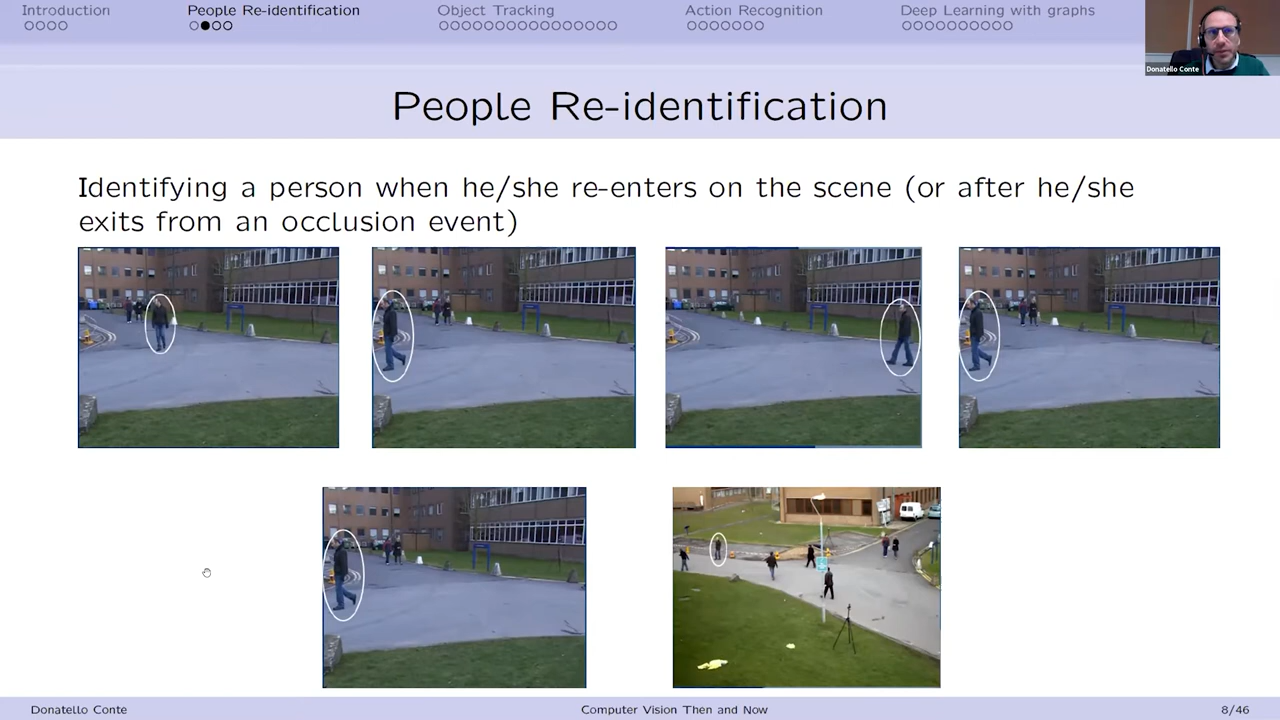 Introduction
People Re-identification
Object Tracking
Action Recognition
Deep Learning with graphs
Donatello Conte
People Re-identification
Identifying a person when he/she re-enters on the scene (or after he/she
exits from an occlusion event)
Donatello Conte
Computer Vision Then and Now
8/46